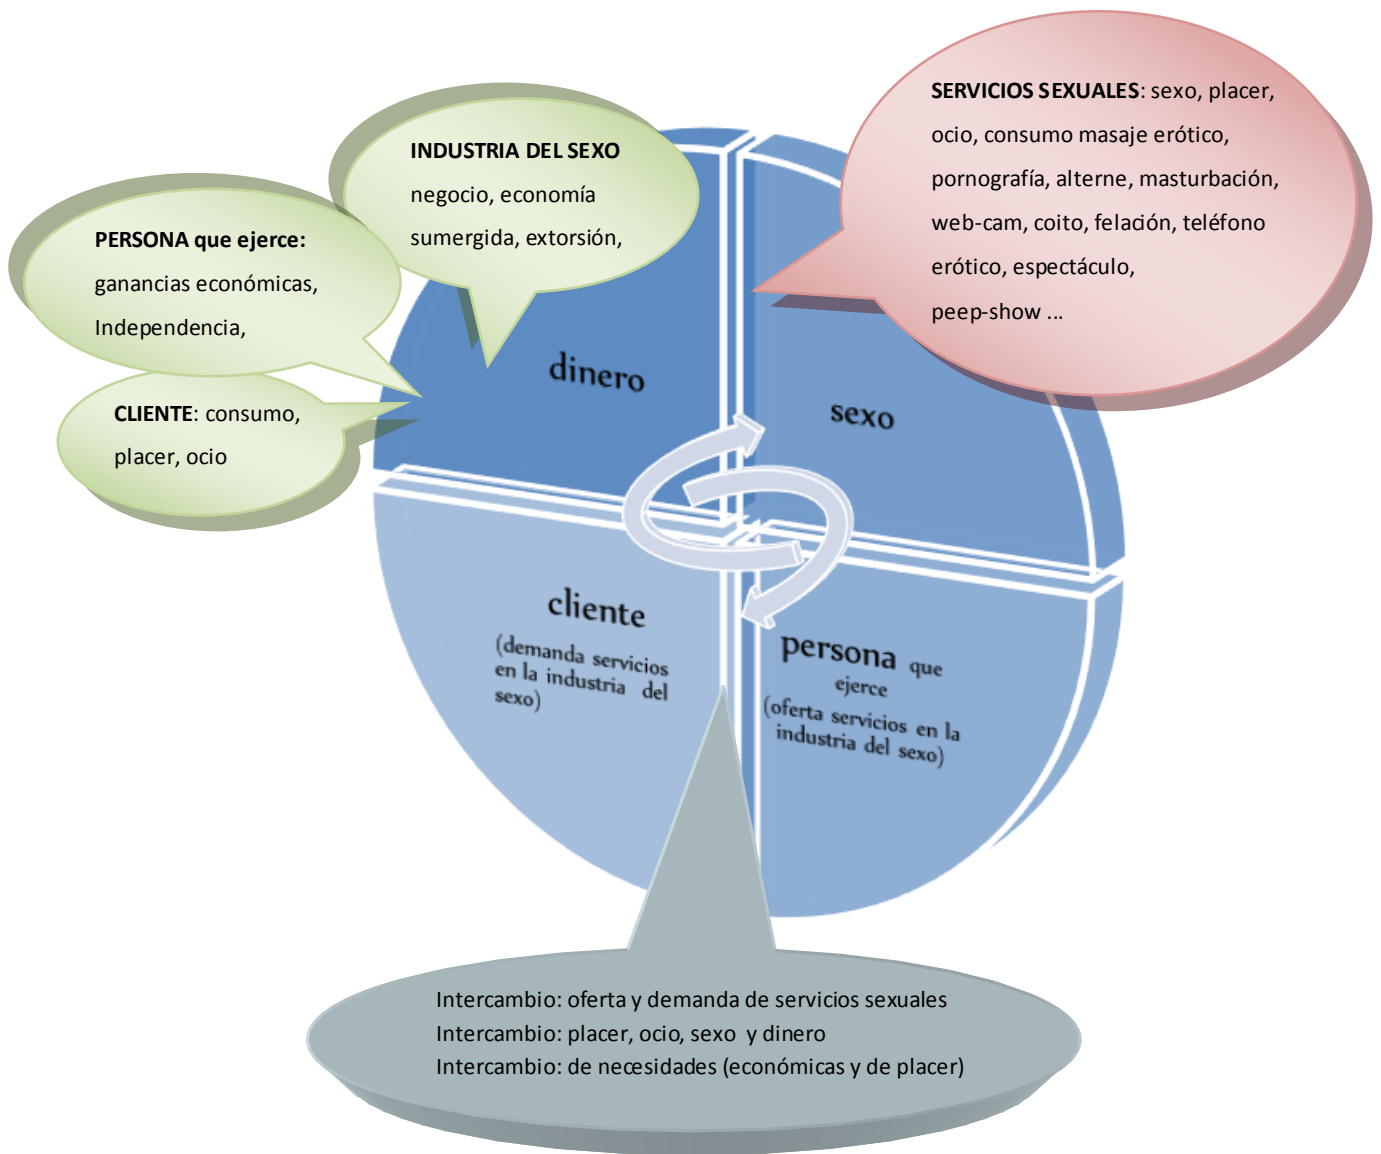 SERVICIOS SEXUALES: sexo, placer,
ocio, consumo masaje erótico,
pornografía, alterne, masturbación,
web-cam, coito, felación, teléfono
erótico, espectáculo,
peep-show ...
INDUSTRIA DEL SEXO
negocio, economía
sumergida, extorsión,
PERSONA que ejerce:
ganancias económicas,
Independencia,
CLIENTE: consumo,
placer, ocio
dinero
sexo
cliente
(demanda servicios
en la industria del
sexo)
persona que
ejerce
(oferta servicios en la
industria del sexo)
Intercambio: oferta y demanda de servicios sexuales
Intercambio: placer, ocio, sexo y dinero
Intercambio: de necesidades (económicas y de placer)